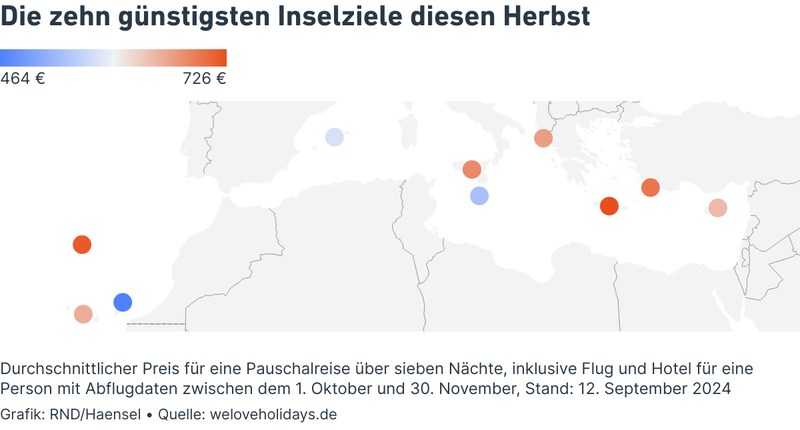 Die zehn günstigsten Inselziele diesen Herbst
464 € 726 €
Durchschnittlicher Preis für eine Pauschalreise über sieben Nächte, inklusive Flug und Hotel für eine
Person mit Abflugdaten zwischen dem 1. Oktober und 30. November, Stand: 12. September 2024
Grafik: RND/Haensel • Quelle: weloveholidays.de